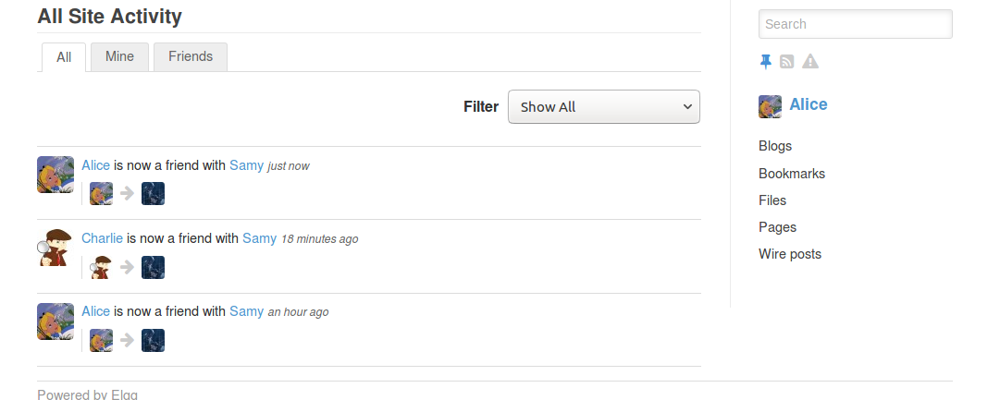 All Site Activity
All
Mine
Friends
Filter
Show All
Alice is now a friend with Samy just now
Charlie is now a friend with Samy 18 minutes ago
Alice is now a friend with Samy an hour ago
Search
Alice
Blogs
Bookmarks
Files
Pages
Wire posts
Powered by Elgg